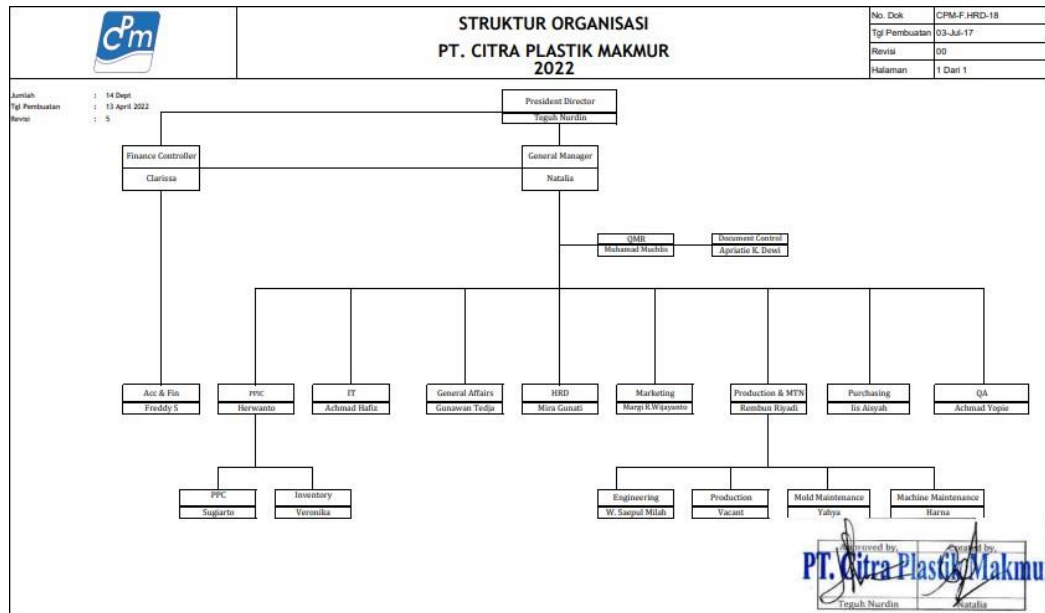 cPm
STRUKTUR ORGANISASI
PT. CITRA PLASTIK MAKMUR
2022
No. Dok CPM-F.HRD-18
Tgl Pembuatan 03-Jul-17
Revisi 00
Halaman 1 Dari 1
Jumlah : 14 Dept
Tgl Pembuatan : 13 April 2022
Revisi : 5
President Director
Teguh Nurdin
Finance Controller
Clarissa
General Manager
Natalia
QMR
Muhamad Muchlis
Document Control
Apriatie K. Dewi
Acc & Fin
Freddy S
PPIC
Herwanto
IT
Achmad Hafiz
General Affairs
Gunawan Tedja
HRD
Mira Gunati
Marketing
Margi R.Wijayanto
Production & MTN
Rembun Riyadi
Purchasing
Iis Aisyah
QA
Achmad Yopie
PPC
Sugiarto
Inventory
Veronika
Engineering
W. Saepul Milah
Production
Vacant
Mold Maintenance
Yahya
Machine Maintenance
Harna
Approved by, Created by,
PT. Citra Plastik Makmu
Teguh Nurdin Natalia